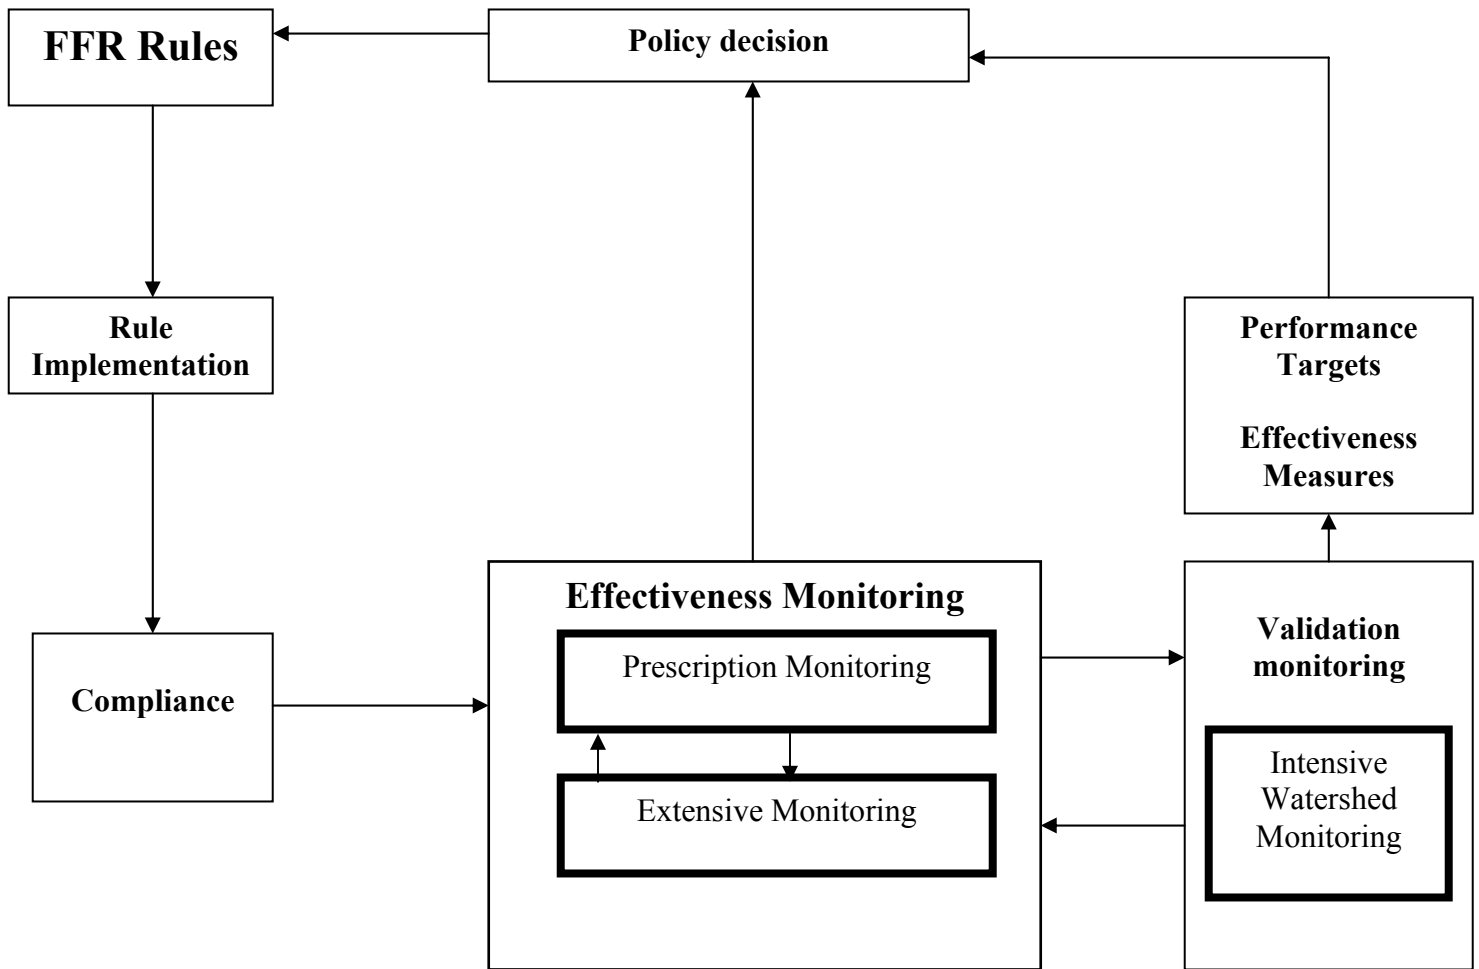 FFR Rules
Policy decision
Rule
Implementation
Performance
Targets
Effectiveness
Measures
Compliance
Effectiveness Monitoring
Prescription Monitoring
Extensive Monitoring
Validation
monitoring
Intensive
Watershed
Monitoring